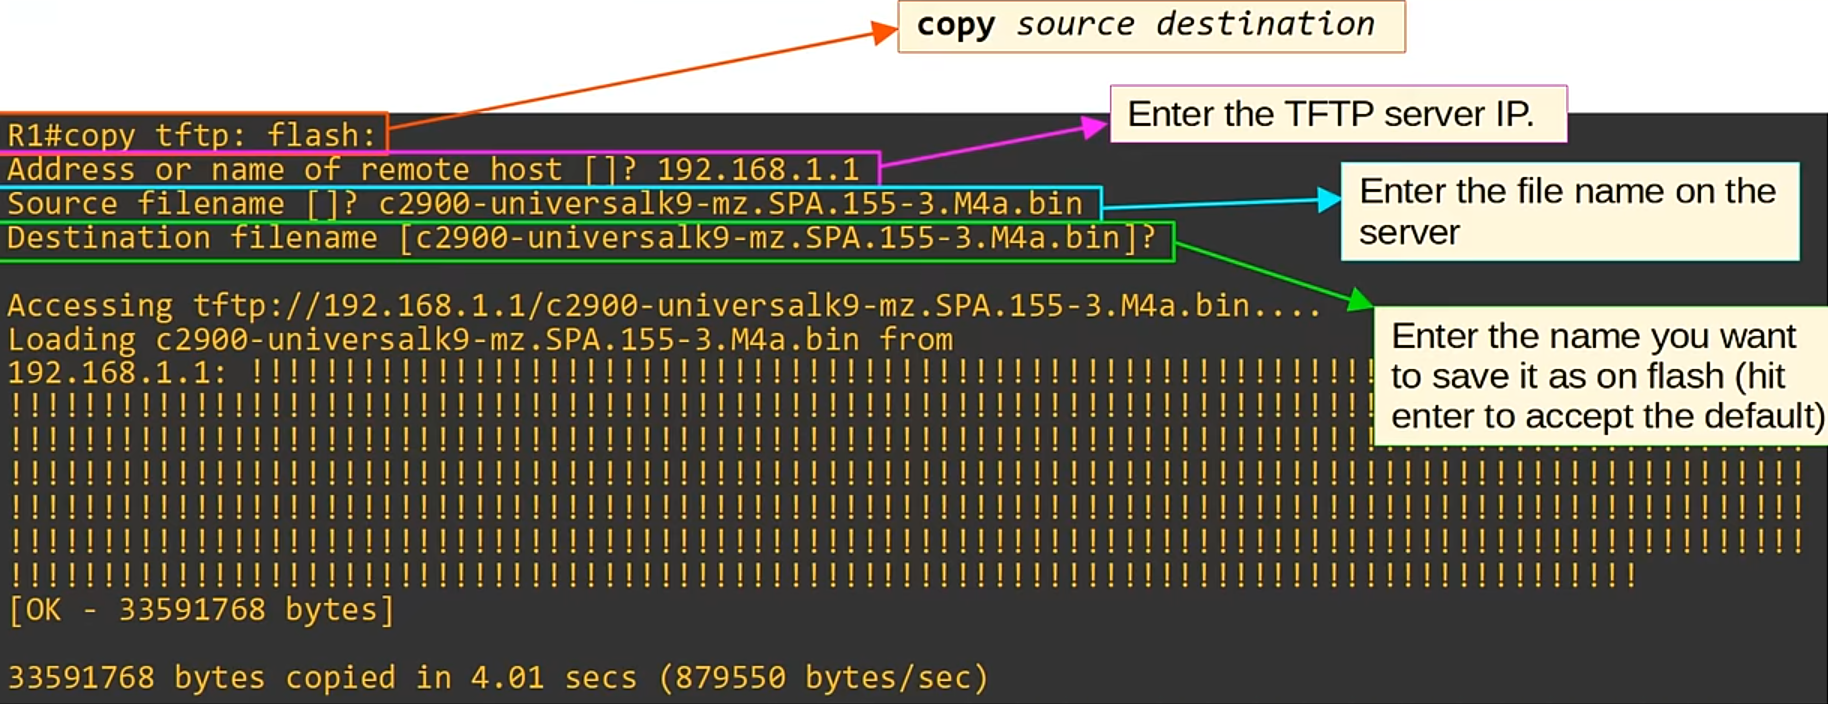 copy source destination
Enter the TFTP server IP.
R1#copy tftp: flash:
Address or name of remote host []? 192.168.1.1
Source filename []? c2900-universalk9-mz.SPA.155-3.M4a.bin
Enter the file name on the
server
Destination filename [c2900-universalk9-mz.SPA.155-3.M4a.bin]?
Accessing tftp://192.168.1.1/c2900-universalk9-mz.SPA.155-3.M4a.bin....
Loading c2900-universalk9-mz.SPA.155-3.M4a.bin from
Enter the name you want
to save it as on flash (hit
enter to accept the default)
192.168.1.1: !!!!!!!!!!!!!!!!!!!!!!!!!!!!!!!!!!!!!!!!!!!!!!!!!!!!!!!!!!!!!
!!!!!!!!!!!!!!!!!!!!!!!!!!!!!!!!!!!!!!!!!!!!!!!!!!!!!!!!!!!!!!!!!!!!!!!!!!
!!!!!!!!!!!!!!!!!!!!!!!!!!!!!!!!!!!!!!!!!!!!!!!!!!!!!!!!!!!!!!!!!!!!!!!!!!!!!!!!!!!!!!!!!!!!!!!!!
!!!!!!!!!!!!!!!!!!!!!!!!!!!!!!!!!!!!!!!!!!!!!!!!!!!!!!!!!!!!!!!!!!!!!!!!!!!!!!!!!!!!!!!!!!!!!!!!!
!!!!!!!!!!!!!!!!!!!!!!!!!!!!!!!!!!!!!!!!!!!!!!!!!!!!!!!!!!!!!!!!!!!!!!!!!!!!!!!!!!!!!!!!!!!!!!!!!
!!!!!!!!!!!!!!!!!!!!!!!!!!!!!!!!!!!!!!!!!!!!!!!!!!!!!!!!!!!!!!!!!!!!!!!!!!!!!!!!!!!!!!!!!!!!!!!!!
!!!!!!!!!!!!!!!!!!!!!!!!!!!!!!!!!!!!!!!!!!!!!!!!!!!!!!!!!!!!!!!!!!!!!!!!!!!!!!!!!!!!!!!!
[OK - 33591768 bytes]
33591768 bytes copied in 4.01 secs (879550 bytes/sec)